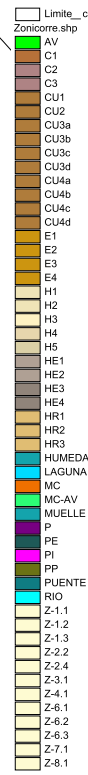 Limite__c
Zonicorre.shp
AV
C1
C2
C3
CU1
CU2
CU3a
CU3b
CU3c
CU3d
CU4a
CU4b
CU4c
CU4d
E1
E2
E3
E4
H1
H2
H3
H4
H5
HE1
HE2
HE3
HE4
HR1
HR2
HR3
HUMEDA
LAGUNA
MC
MC-AV
MUELLE
P
PE
PI
PP
PUENTE
RIO
Z-1.1
Z-1.2
Z-1.3
Z-2.2
Z-2.4
Z-3.1
Z-4.1
Z-6.1
Z-6.2
Z-6.3
Z-7.1
Z-8.1